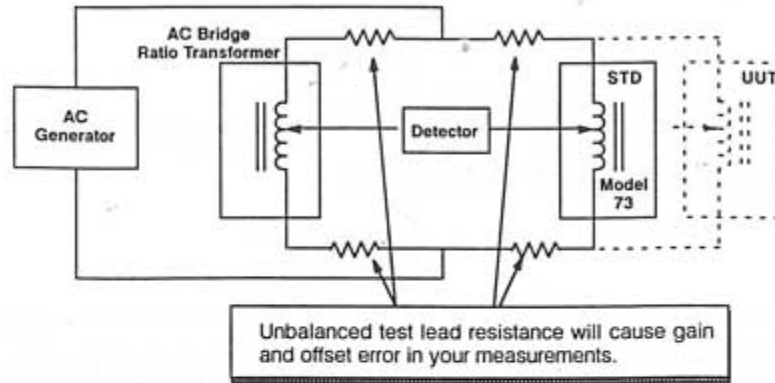 AC Bridge
Ratio Transformer
STD
UUT
AC
Generator
Detector
Model
73
Unbalanced test lead resistance will cause gain
and offset error in your measurements.